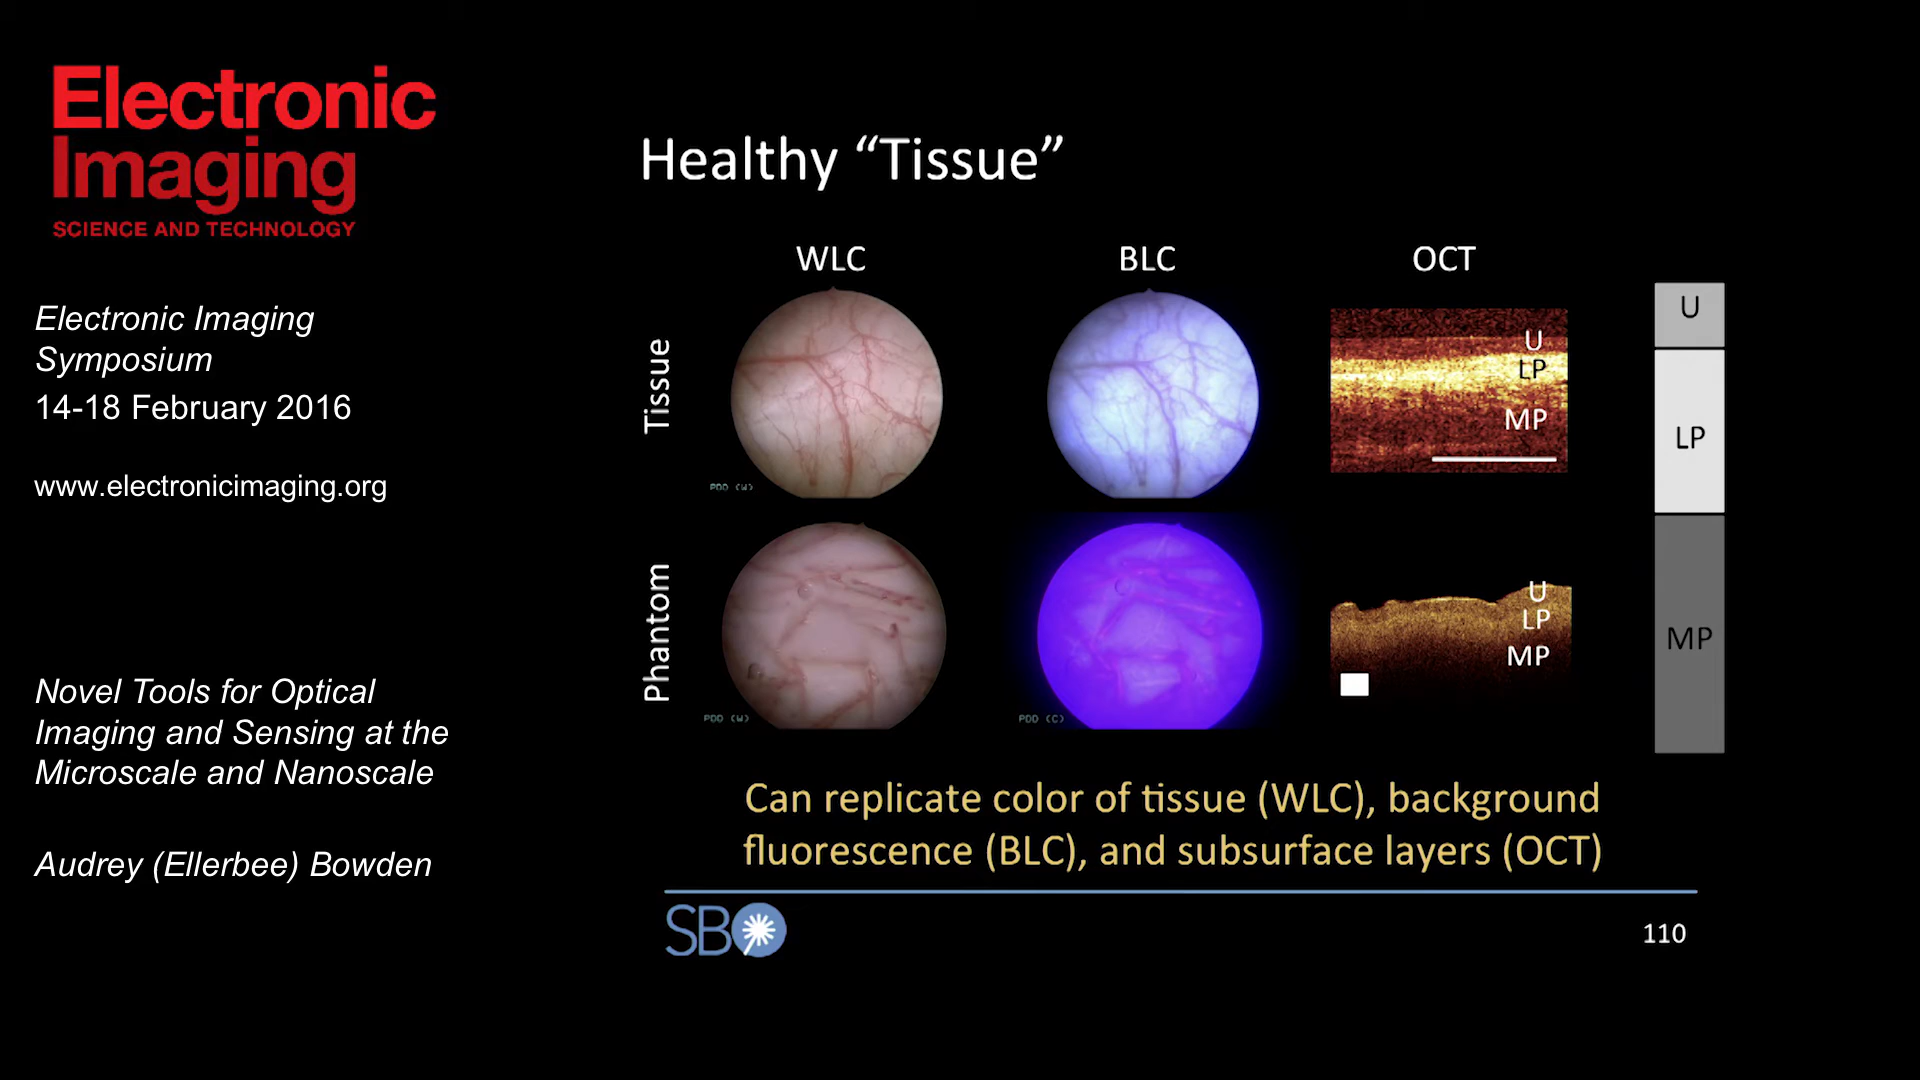 Electronic
Imaging
SCIENCE AND TECHNOLOGY
Electronic Imaging
Symposium
14-18 February 2016
www.electronicimaging.org
Novel Tools for Optical
Imaging and Sensing at the
Microscale and Nanoscale
Audrey (Ellerbee) Bowden
Healthy “Tissue”
WLC
BLC
OCT
Tissue
PDD (W)
U
LP
MP
Phantom
PDD (W)
PDD (C)
U
LP
MP
U
LP
MP
Can replicate color of tissue (WLC), background
fluorescence (BLC), and subsurface layers (OCT)
SBO
110